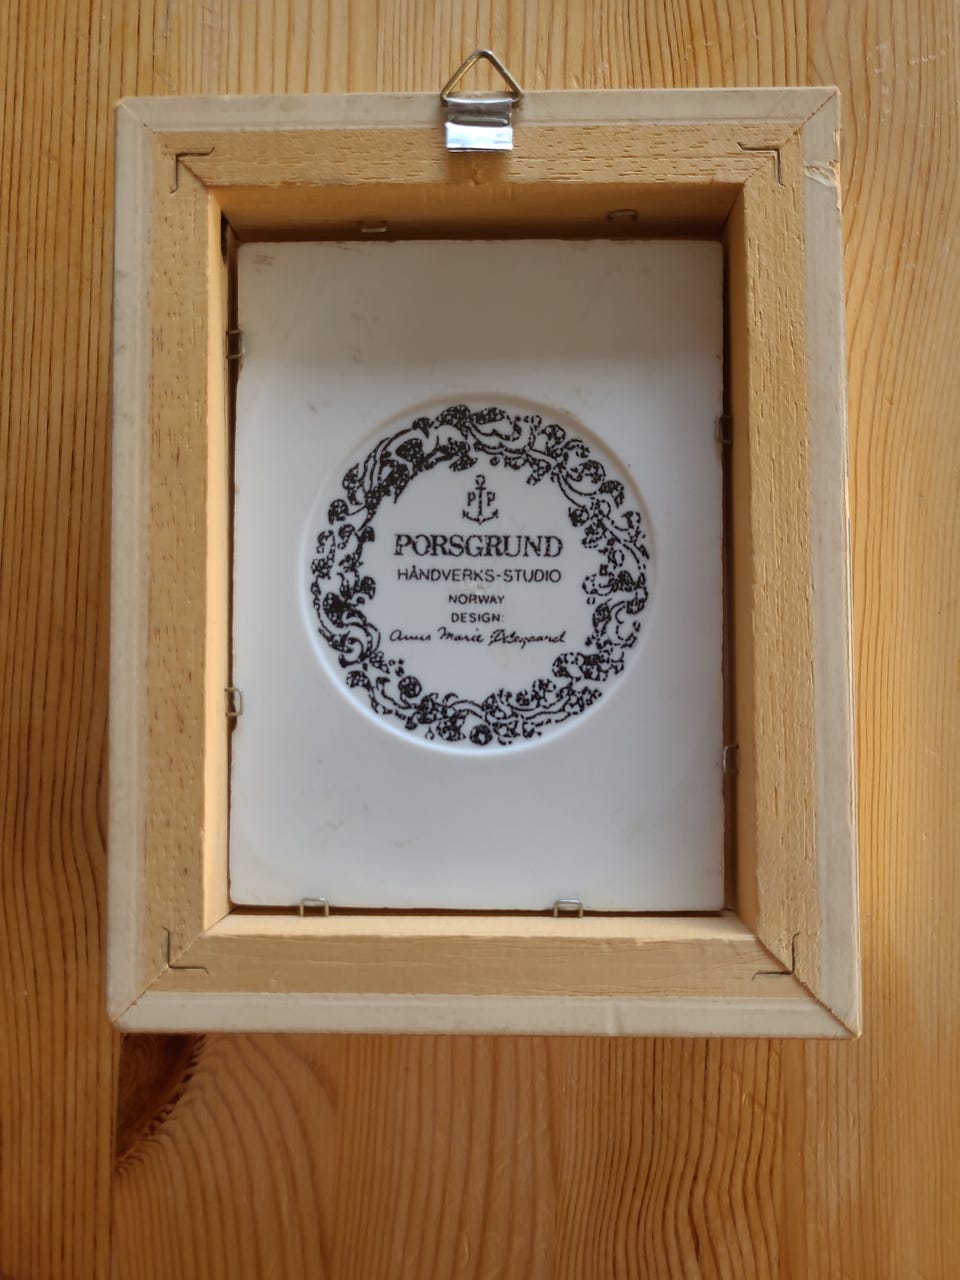 P P
PORSGRUND
HÅNDVERKS-STUDIO
NORWAY
DESIGN:
Anne Marie Ødegaard